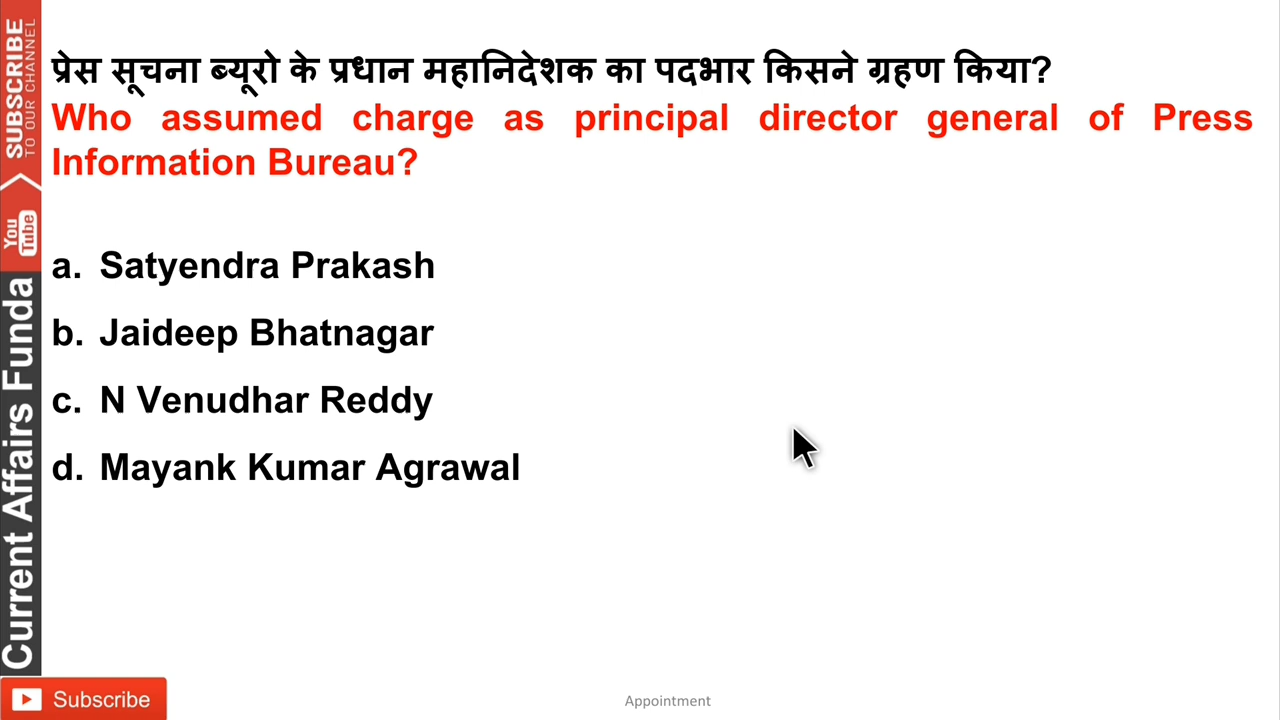 प्रेस सूचना ब्यूरो के प्रधान महानिदेशक का पदभार किसने ग्रहण किया?
Who assumed charge as principal director general of Press
Information Bureau?
a. Satyendra Prakash
b. Jaideep Bhatnagar
c. N Venudhar Reddy
d. Mayank Kumar Agrawal
SUBSCRIBE
TO OUR CHANNEL
You
Tube
Current Affairs Funda
Subscribe
Appointment